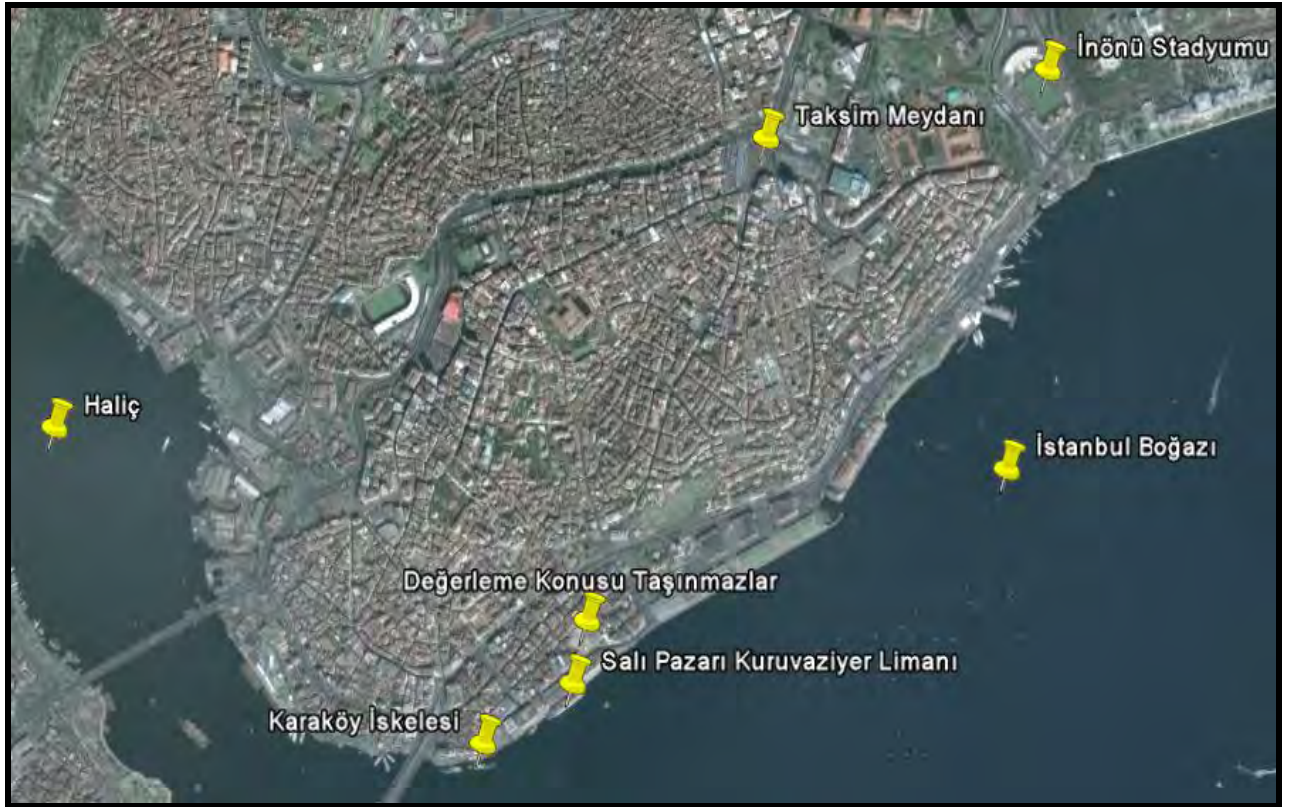 İnönü Stadyumu
Taksim Meydanı
Haliç
İstanbul Boğazı
Değerleme Konusu Taşınmazlar
Salı Pazarı Kuruvaziyer Limanı
Karaköy İskelesi